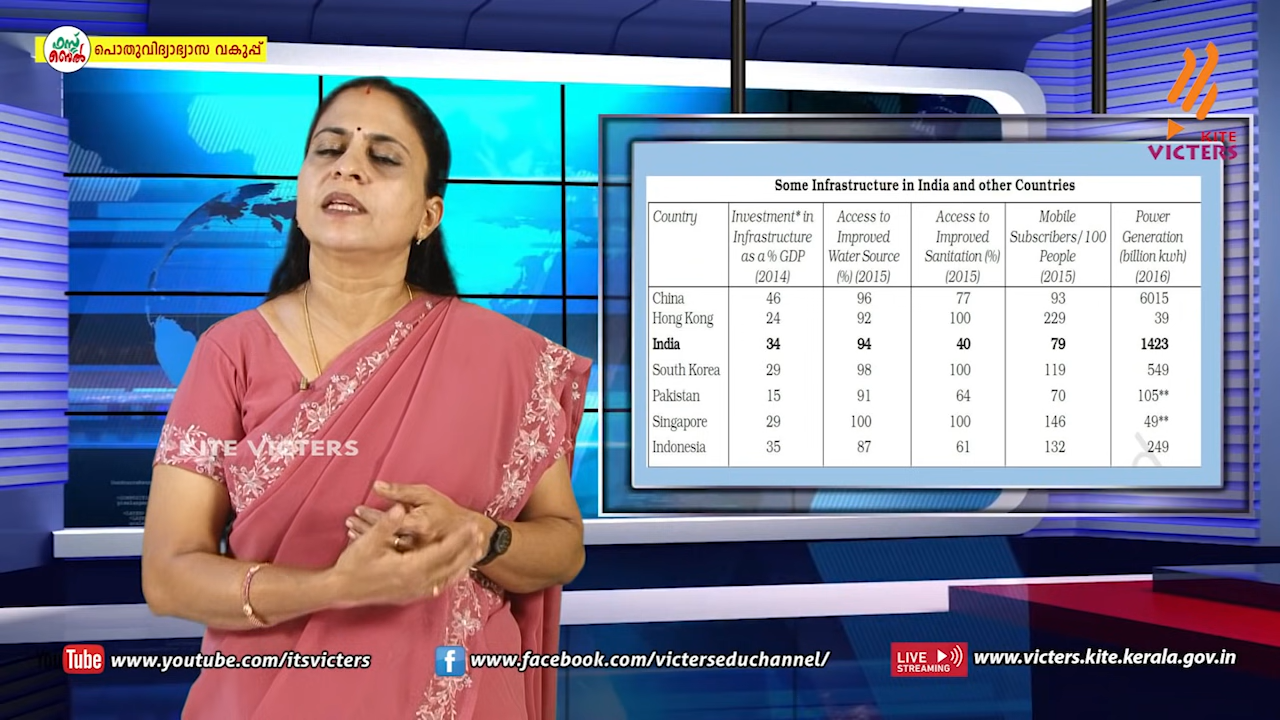 ഫസ്റ്റ്
ബെൽ
പൊതുവിദ്യാഭ്യാസ വകുപ്പ്
KITE
VICTERS
Some Infrastructure in India and other Countries
Country Investment* in Infrastructure as a % GDP (2014) Access to Improved Water Source (%) (2015) Access to Improved Sanitation (%) (2015) Mobile Subscribers/100 People (2015) Power Generation (billion kwh) (2016)
China 46 96 77 93 6015
Hong Kong 24 92 100 229 39
India 34 94 40 79 1423
South Korea 29 98 100 119 549
Pakistan 15 91 64 70 105**
Singapore 29 100 100 146 49**
Indonesia 35 87 61 132 249
KITE VICTERS
YouTube www.youtube.com/itsvicters
f www.facebook.com/victerseduchannel/
LIVE
STREAMING
www.victers.kite.kerala.gov.in